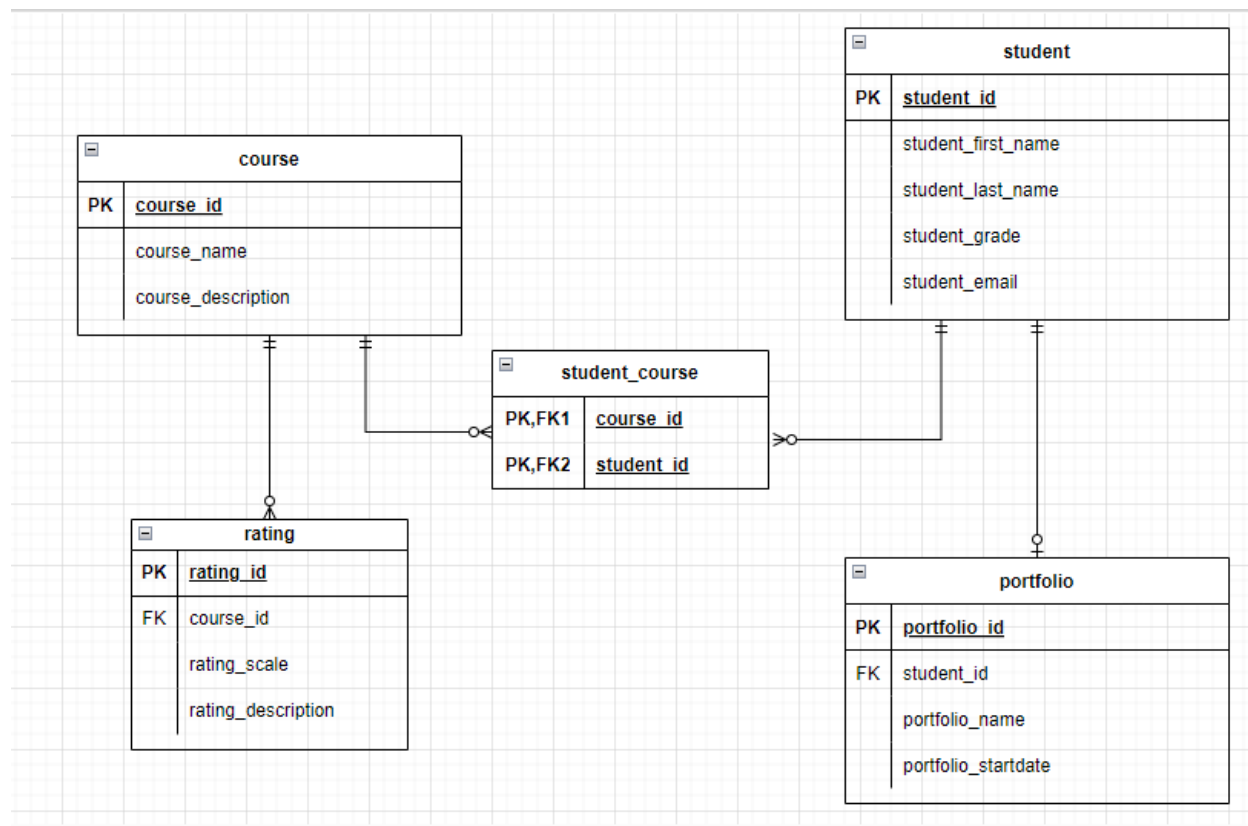 student
PK student_id
student_first_name
student_last_name
student_grade
student_email
course
PK course_id
course_name
course_description
student_course
PK,FK1 course_id
PK,FK2 student_id
rating
PK rating_id
FK course_id
rating_scale
rating_description
portfolio
PK portfolio_id
FK student_id
portfolio_name
portfolio_startdate